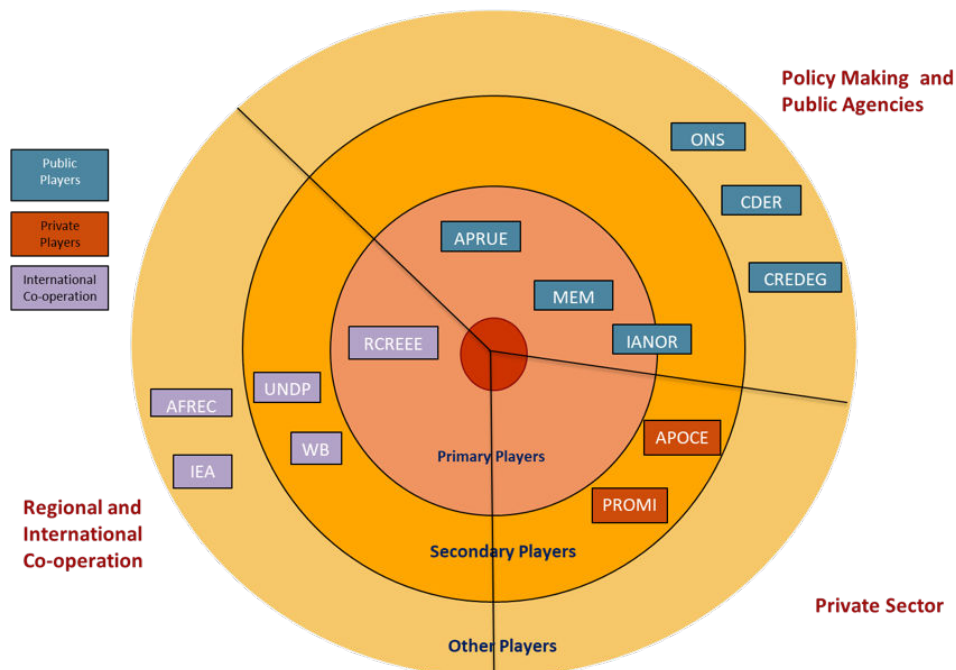 Policy Making and
Public Agencies
ONS
Public
Players
CDER
Private
Players
APRUE
CREDEG
International
Co-operation
MEM
RCREEE
IANOR
UNDP
AFREC
APOCE
WB
Primary Players
IEA
PROMI
Regional and
International
Co-operation
Secondary Players
Private Sector
Other Players